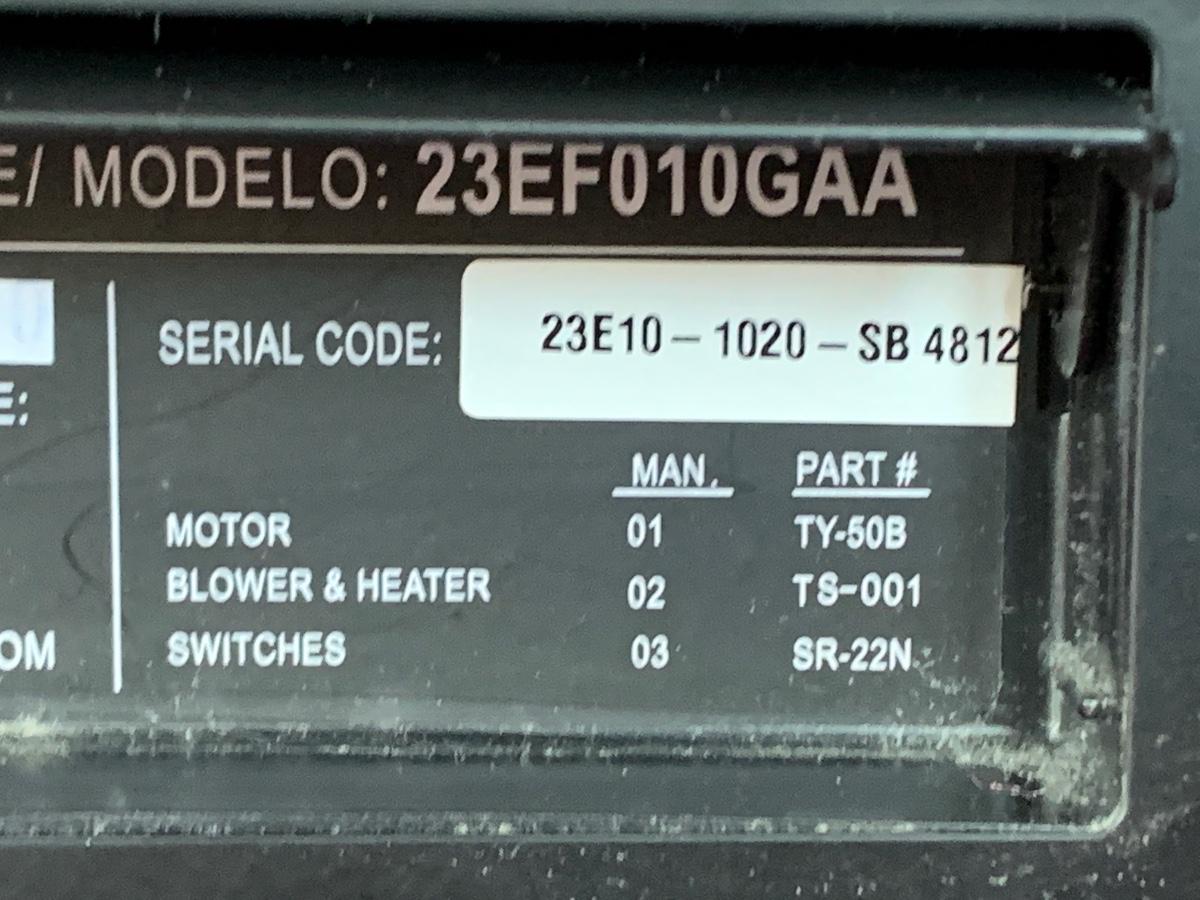 E/ MODELO: 23EF010GAA
SERIAL CODE: 23E10-1020-SB 4812
E:
MAN. PART #
MOTOR 01 TY-50B
BLOWER & HEATER 02 TS-001
OM SWITCHES 03 SR-22N